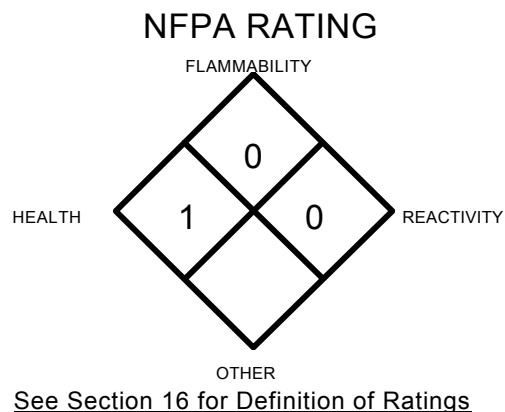 NFPA RATING
FLAMMABILITY
0
HEALTH 1 0 REACTIVITY
OTHER
See Section 16 for Definition of Ratings